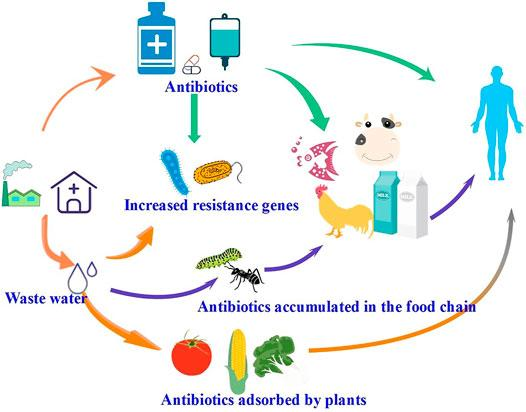 Antibiotics
Increased resistance genes
Waste water
Antibiotics accumulated in the food chain
Antibiotics adsorbed by plants